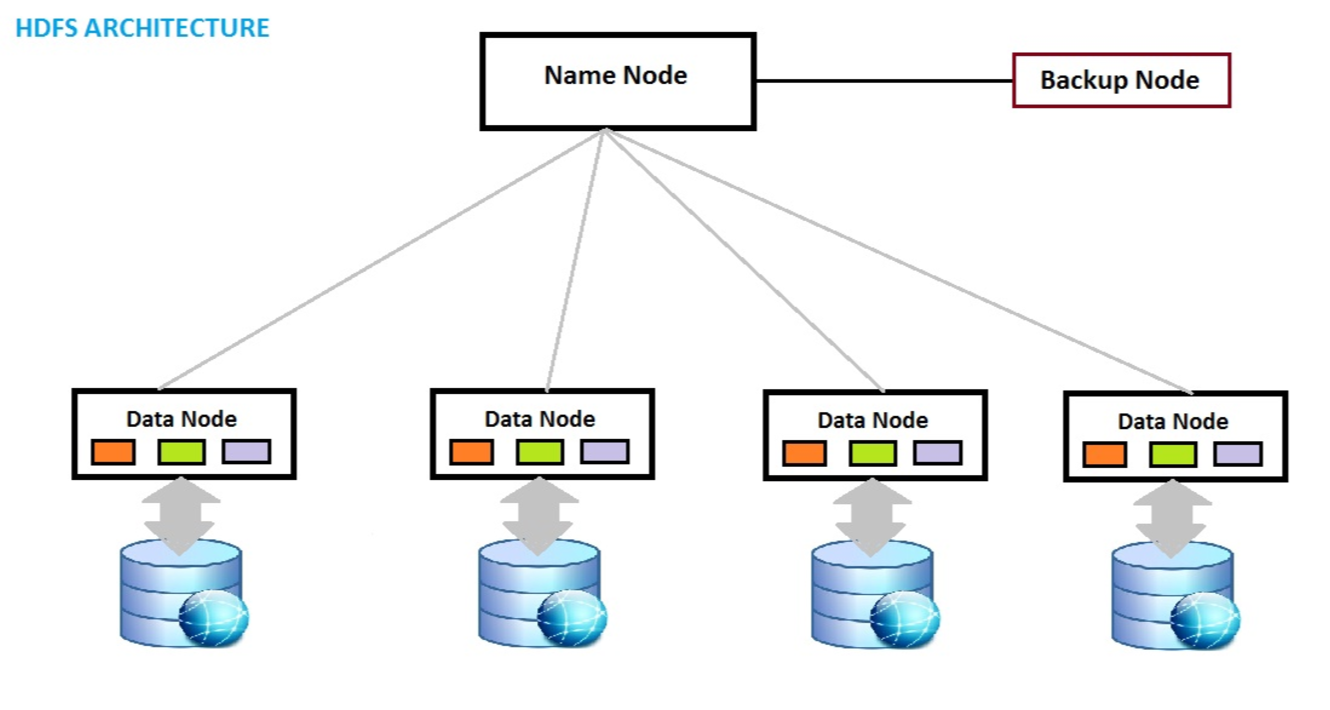 HDFS ARCHITECTURE
Name Node
Backup Node
Data Node
Data Node
Data Node
Data Node